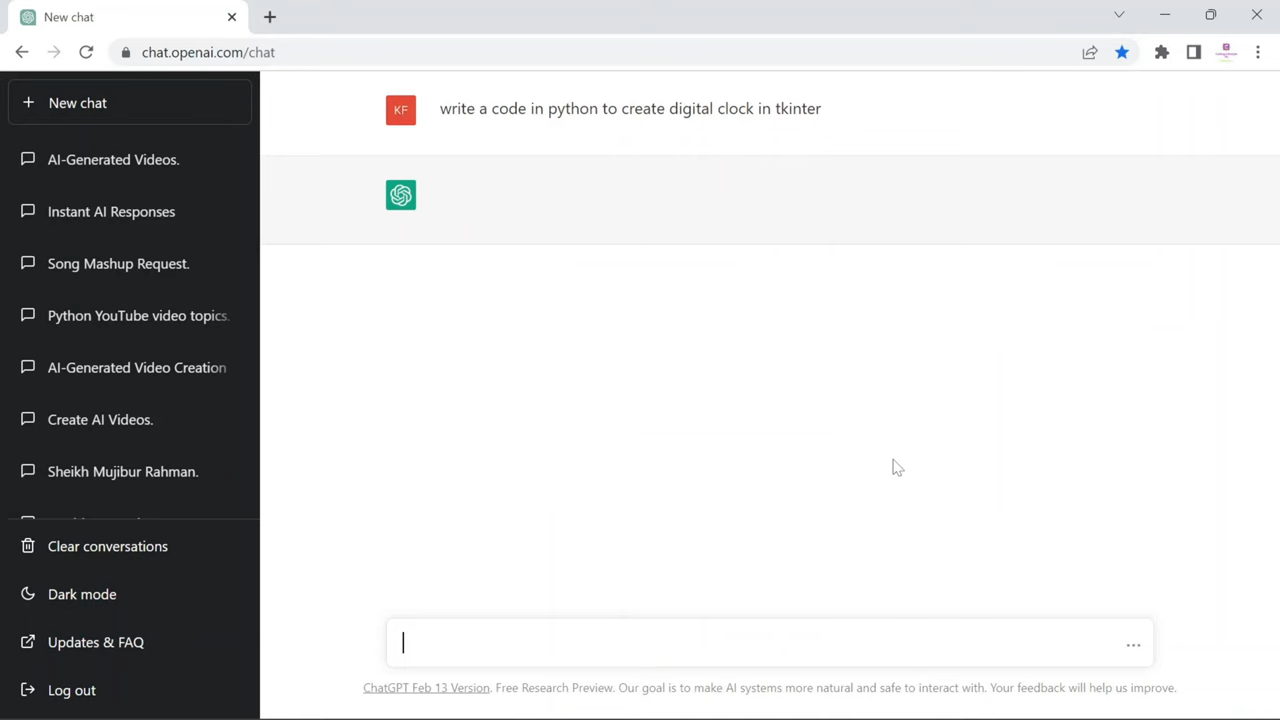 New chat
chat.openai.com/chat
New chat
AI-Generated Videos.
Instant AI Responses
Song Mashup Request.
Python YouTube video topics.
AI-Generated Video Creation
Create AI Videos.
Sheikh Mujibur Rahman.
Clear conversations
Dark mode
Updates & FAQ
Log out
KF
write a code in python to create digital clock in tkinter
...
ChatGPT Feb 13 Version. Free Research Preview. Our goal is to make AI systems more natural and safe to interact with. Your feedback will help us improve.